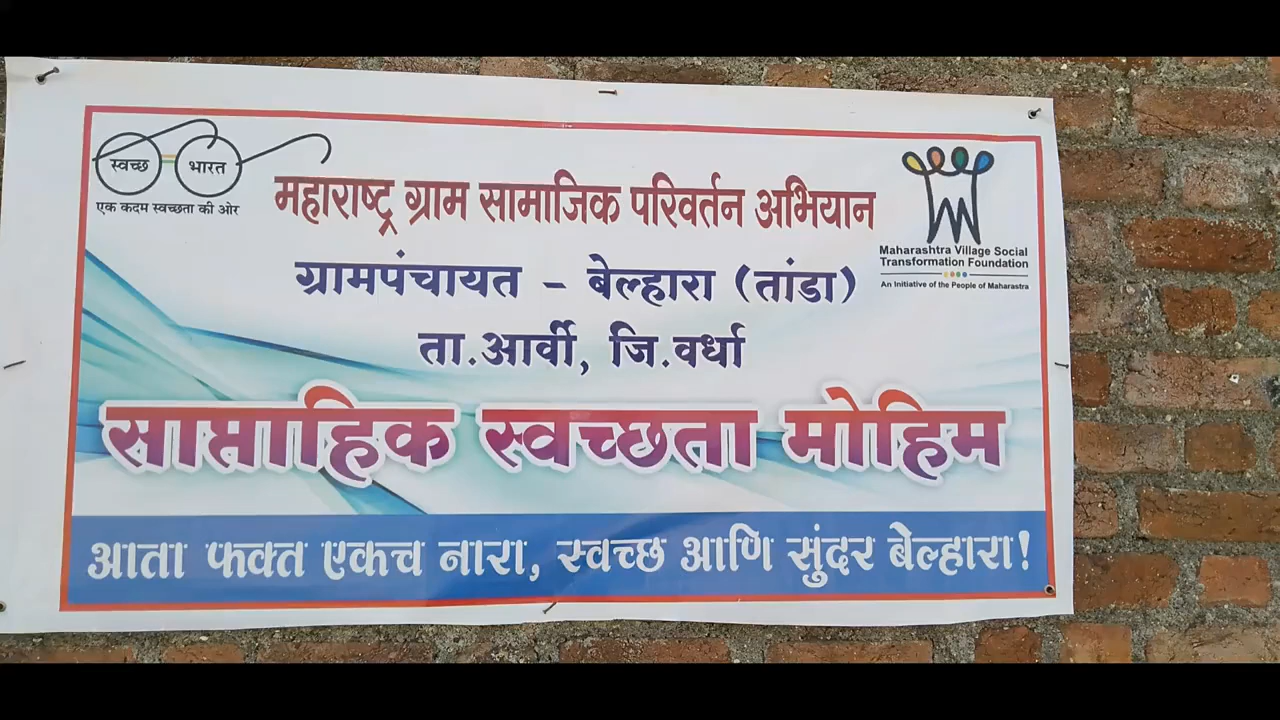 स्वच्छ भारत
एक कदम स्वच्छता की ओर
महाराष्ट्र ग्राम सामाजिक परिवर्तन अभियान
Maharashtra Village Social
Transformation Foundation
An Initiative of the People of Maharastra
ग्रामपंचायत - बेल्हारा (तांडा)
ता.आर्वी, जि.वर्धा
साप्ताहिक स्वच्छता मोहिम
आता फक्त एकच नारा, स्वच्छ आणि सुंदर बेल्हारा!